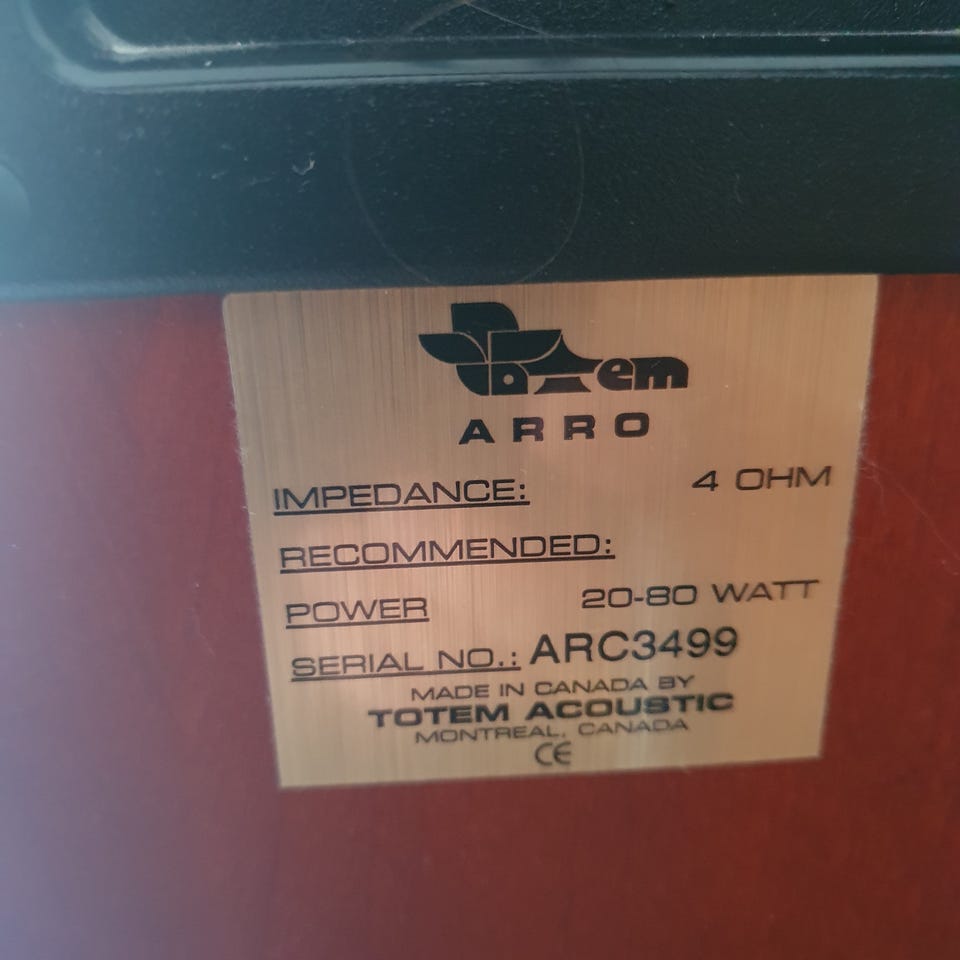 Totem
ARRO
IMPEDANCE: 4 OHM
RECOMMENDED:
POWER 20-80 WATT
SERIAL NO.: ARC3499
MADE IN CANADA BY
TOTEM ACOUSTIC
MONTREAL, CANADA
CE